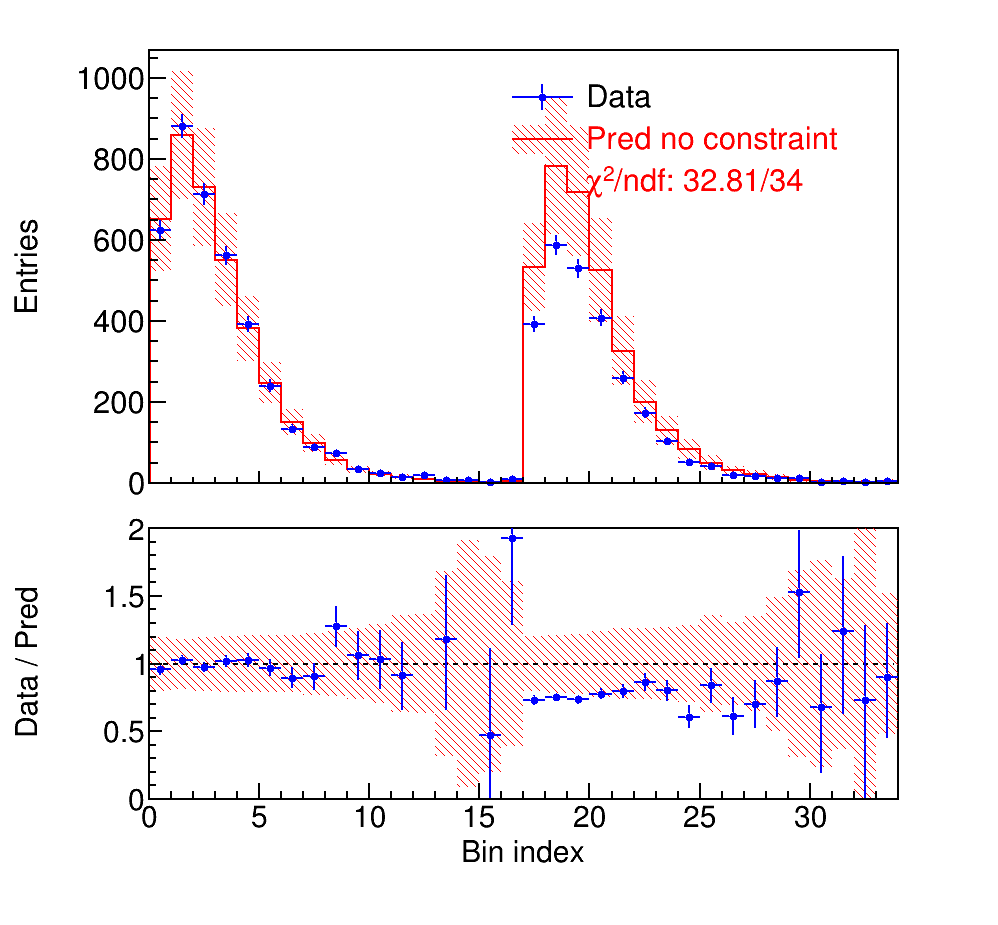 1000
800
600
400
200
0
Entries
Data
Pred no constraint
χ²/ndf: 32.81/34
2
1.5
1
0.5
0
Data / Pred
0 5 10 15 20 25 30
Bin index